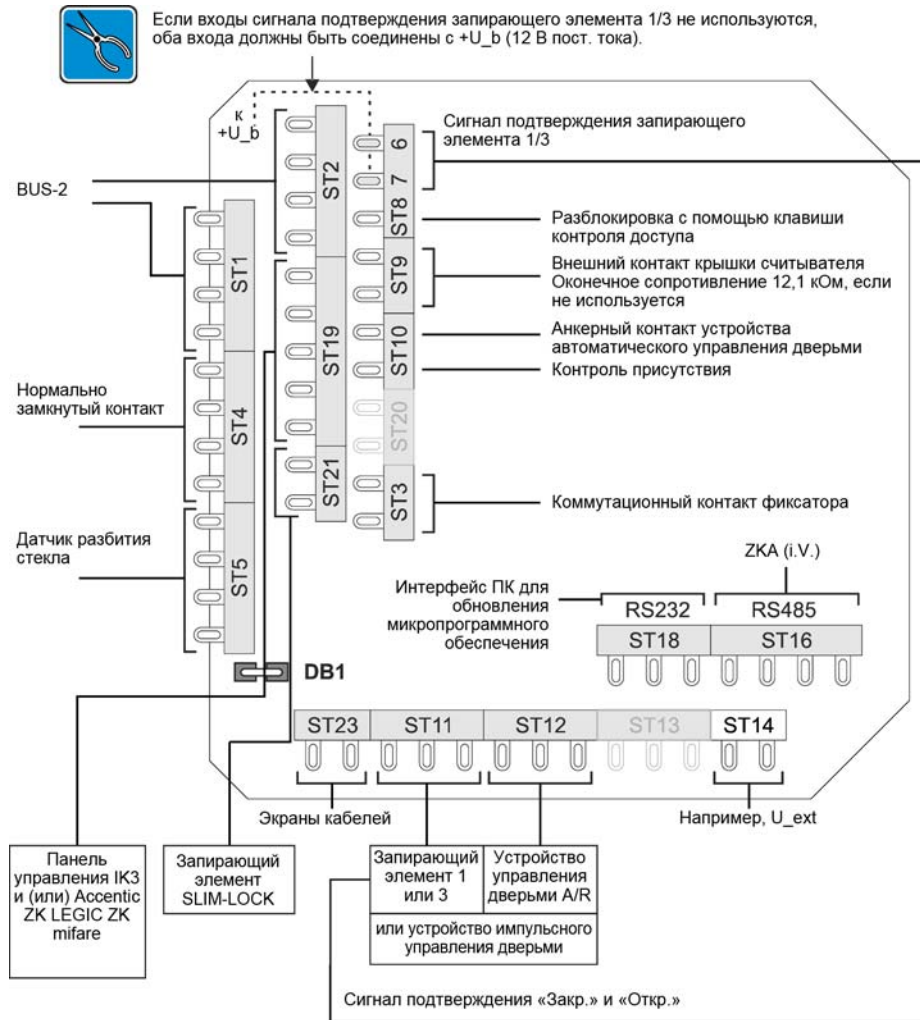 Если входы сигнала подтверждения запирающего элемента 1/3 не используются,
оба входа должны быть соединены с +U_b (12 В пост. тока).
к
+U_b
Сигнал подтверждения запирающего
элемента 1/3
BUS-2
ST2
6
7
ST8
Разблокировка с помощью клавиши
контроля доступа
ST1
ST9
Внешний контакт крышки считывателя
Оконечное сопротивление 12,1 кОм, если
не используется
ST19
ST10
Анкерный контакт устройства
автоматического управления дверьми
Контроль присутствия
Нормально
замкнутый контакт
ST4
ST20
ST21
ST3
Коммутационный контакт фиксатора
Датчик разбития
стекла
ST5
ZKA (i.V.)
Интерфейс ПК для
обновления
микропрограммного
обеспечения
RS232
RS485
ST18
ST16
DB1
ST23
ST11
ST12
ST13
ST14
Экраны кабелей
Например, U_ext
Панель
управления IK3
и (или) Accentic
ZK LEGIC ZK
mifare
Запирающий
элемент
SLIM-LOCK
Запирающий
элемент 1
или 3
Устройство
управления
дверьми A/R
или устройство импульсного
управления дверьми
Сигнал подтверждения «Закр.» и «Откр.»